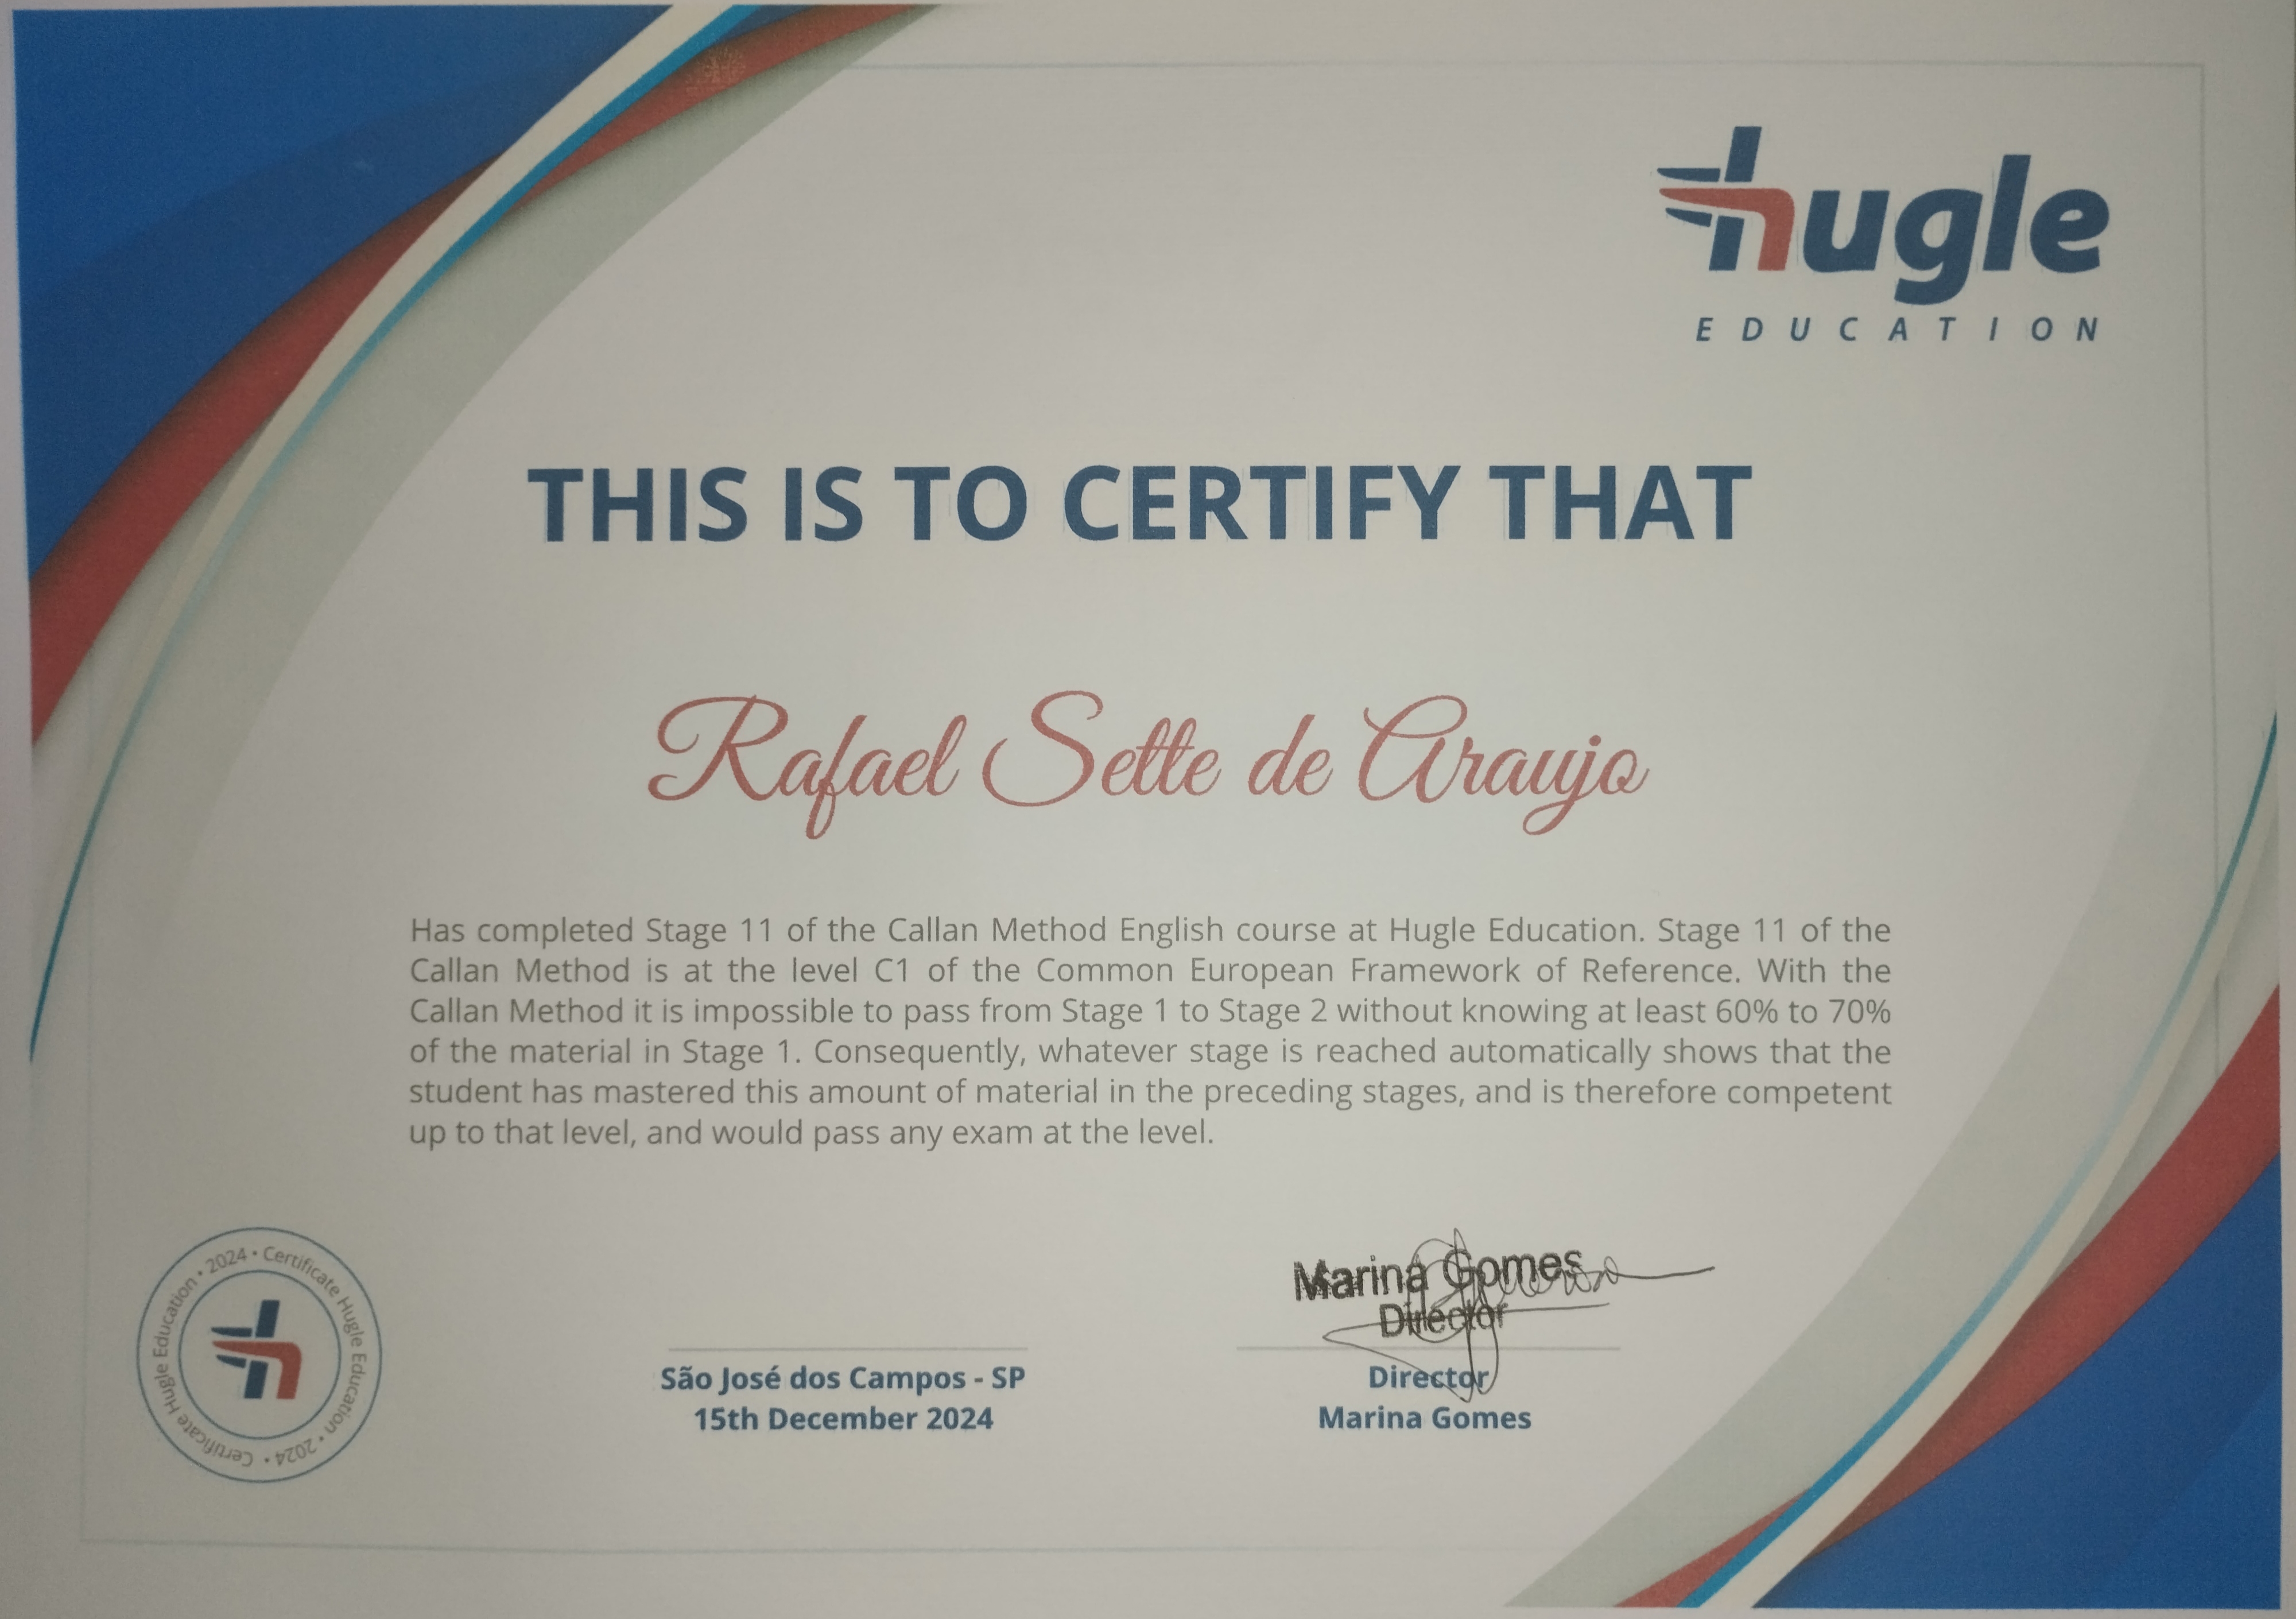 hugle
EDUCATION
THIS IS TO CERTIFY THAT
Rafael Sette de Araujo
Has completed Stage 11 of the Callan Method English course at Hugle Education. Stage 11 of the
Callan Method is at the level C1 of the Common European Framework of Reference. With the
Callan Method it is impossible to pass from Stage 1 to Stage 2 without knowing at least 60% to 70%
of the material in Stage 1. Consequently, whatever stage is reached automatically shows that the
student has mastered this amount of material in the preceding stages, and is therefore competent
up to that level, and would pass any exam at the level.
Certificate Hugle Education • 2024 • Certificate Hugle Education • 2024 •
São José dos Campos - SP
15th December 2024
Marina Gomes
Director
Director
Marina Gomes